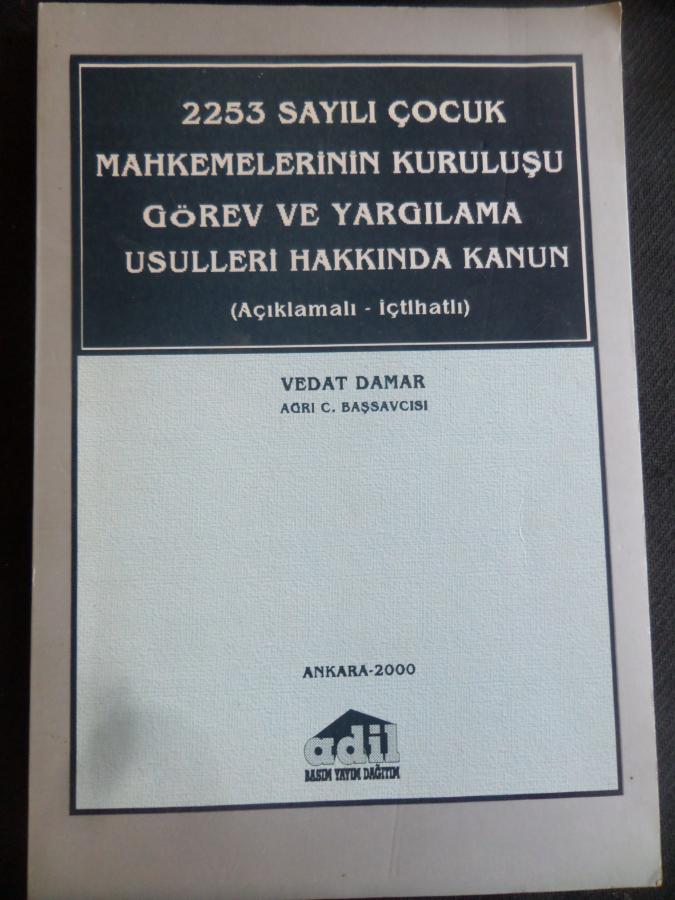 2253 SAYILI ÇOCUK
MAHKEMELERİNİN KURULUŞU
GÖREV VE YARGILAMA
USULLERİ HAKKINDA KANUN
(Açıklamalı - İçtihatlı)
VEDAT DAMAR
AĞRI C. BAŞSAVCISI
ANKARA-2000
adil
BASIM YAYIM DAĞITIM